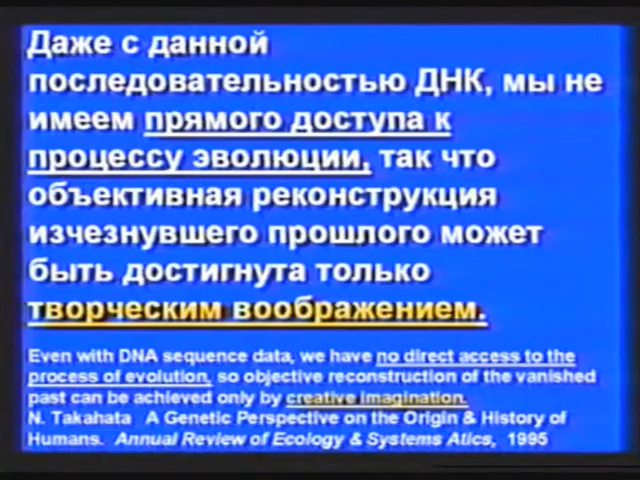 Даже с данной
последовательностью ДНК, мы не
имеем прямого доступа к
процессу эволюции, так что
объективная реконструкция
изчезнувшего прошлого может
быть достигнута только
творческим воображением.
Even with DNA sequence data, we have no direct access to the
process of evolution, so objective reconstruction of the vanished
past can be achieved only by creative imagination.
N. Takahata A Genetic Perspective on the Origin & History of
Humans. Annual Review of Ecology & Systems Atics, 1995